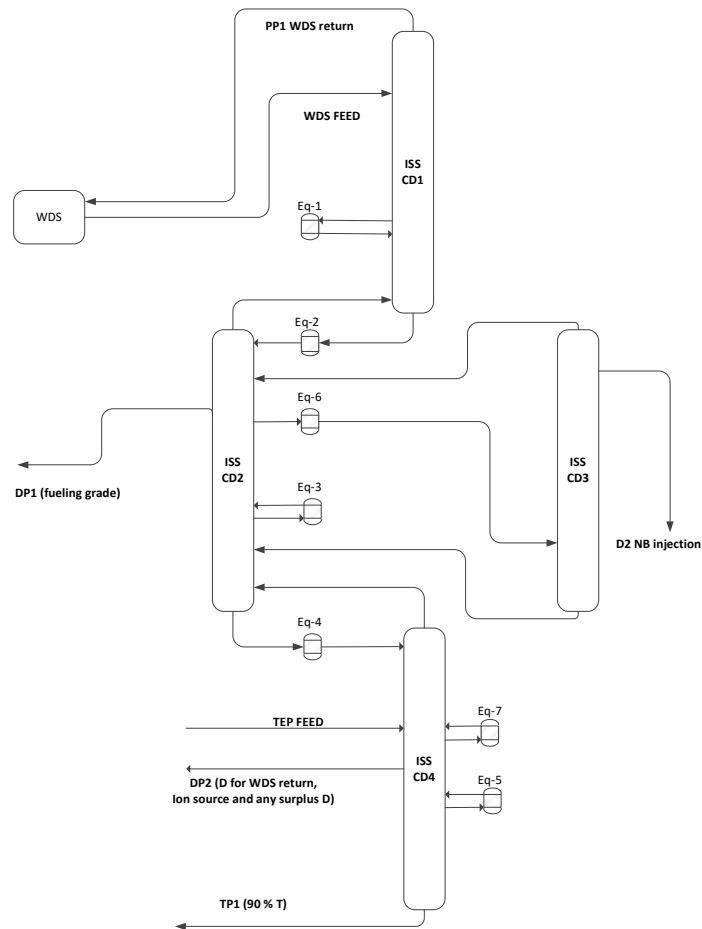 PP1 WDS return
WDS FEED
ISS
CD1
Eq-1
WDS
Eq-2
Eq-6
ISS
CD2
ISS
CD3
Eq-3
DP1 (fueling grade)
D2 NB injection
Eq-4
TEP FEED
Eq-7
ISS
CD4
DP2 (D for WDS return,
Ion source and any surplus D)
Eq-5
TP1 (90 % T)